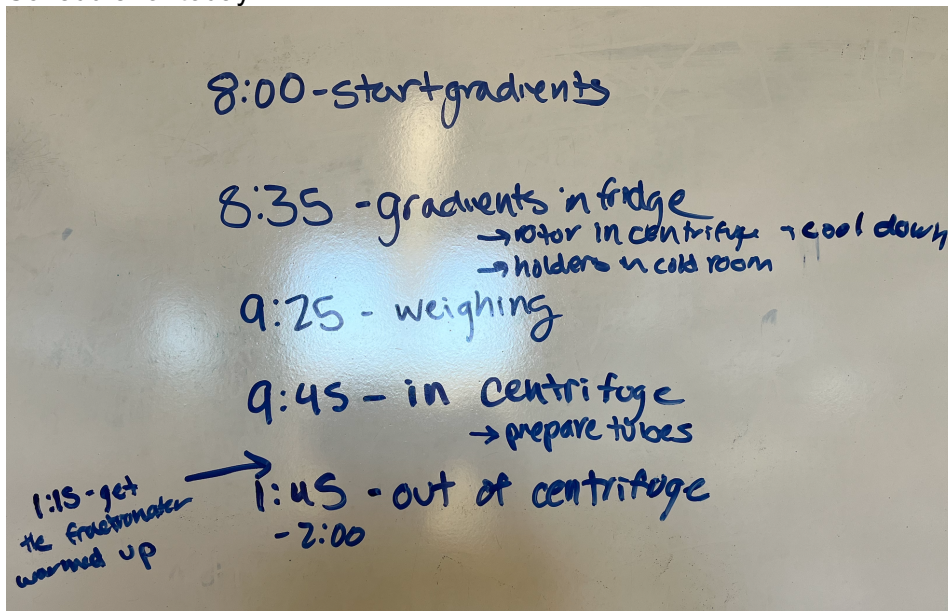 8:00-start gradients
8:35 -gradients in fridge
→rotor in centrifuge → cool down
→holders in cold room
9:25 - weighing
9:45 - in centrifuge
→prepare tubes
1:15-get
the fractionater
warmed up
1:45 -out of centrifuge
-2:00